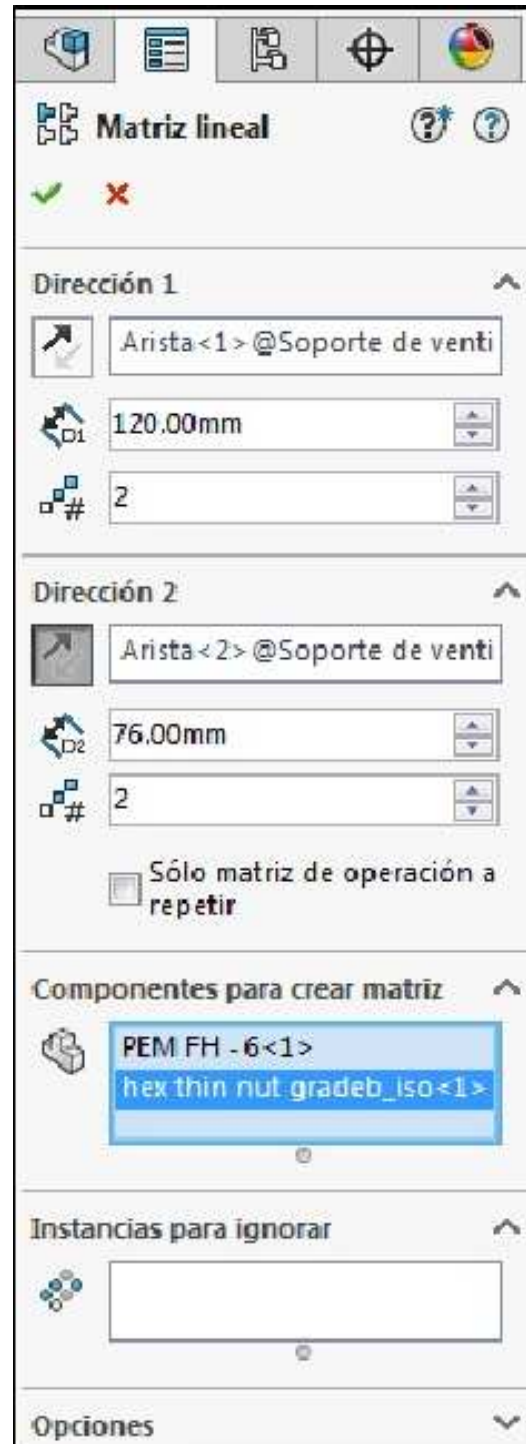 Matriz lineal
Dirección 1
Arista<1>@Soporte de venti
D1 120.00mm
# 2
Dirección 2
Arista<2>@Soporte de venti
D2 76.00mm
# 2
Sólo matriz de operación a
repetir
Componentes para crear matriz
PEM FH - 6<1>
hex thin nut gradeb_iso<1>
Instancias para ignorar
Opciones